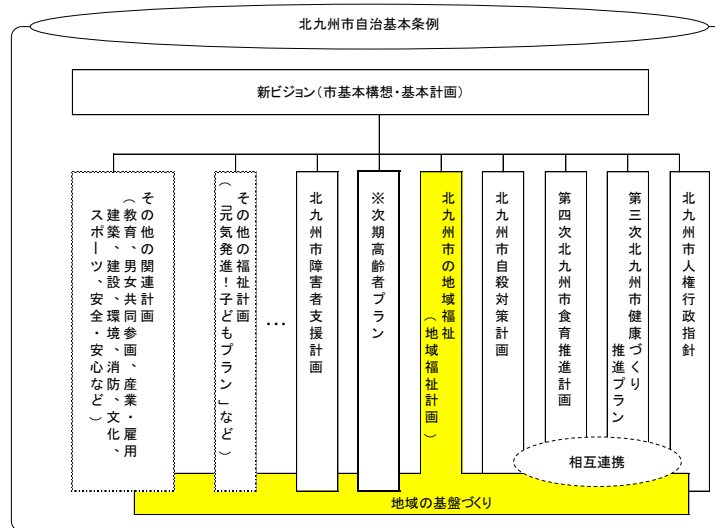 北九州市自治基本条例
新ビジョン（市基本構想・基本計画）
北九州市人権行政指針
第三次北九州市健康づくり
推進プラン
第四次北九州市食育推進計画
北九州市自殺対策計画
北九州市の地域福祉
（地域福祉計画）
※次期高齢者プラン
北九州市障害者支援計画
…
その他の福祉計画
（「元気発進！子どもプラン」など）
その他の関連計画
（教育、男女共同参画、産業・雇用
建築、建設、環境、消防、文化、
スポーツ、安全・安心など）
相互連携
地域の基盤づくり